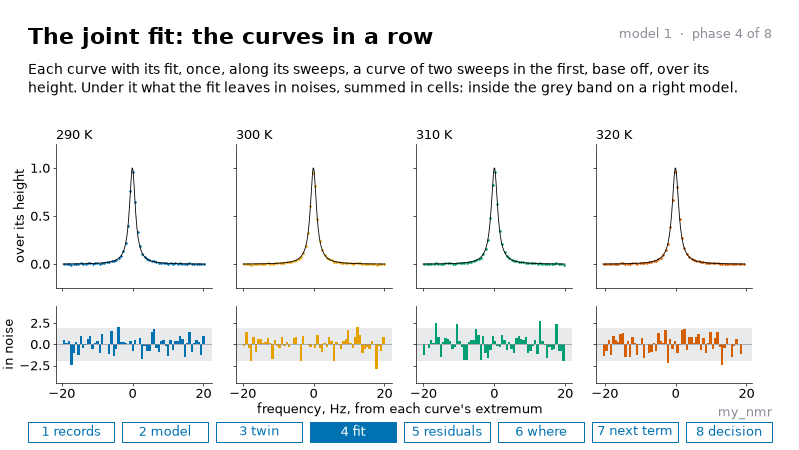 The joint fit: the curves in a row
model 1 · phase 4 of 8
Each curve with its fit, once, along its sweeps, a curve of two sweeps in the first, base off, over its
height. Under it what the fit leaves in noises, summed in cells: inside the grey band on a right model.
290 K 300 K 310 K 320 K
over its height
1.0
0.5
0.0
in noise
2.5
0.0
−2.5
−20 0 20 −20 0 20 −20 0 20 −20 0 20
frequency, Hz, from each curve's extremum
my_nmr
1 records 2 model 3 twin 4 fit 5 residuals 6 where 7 next term 8 decision